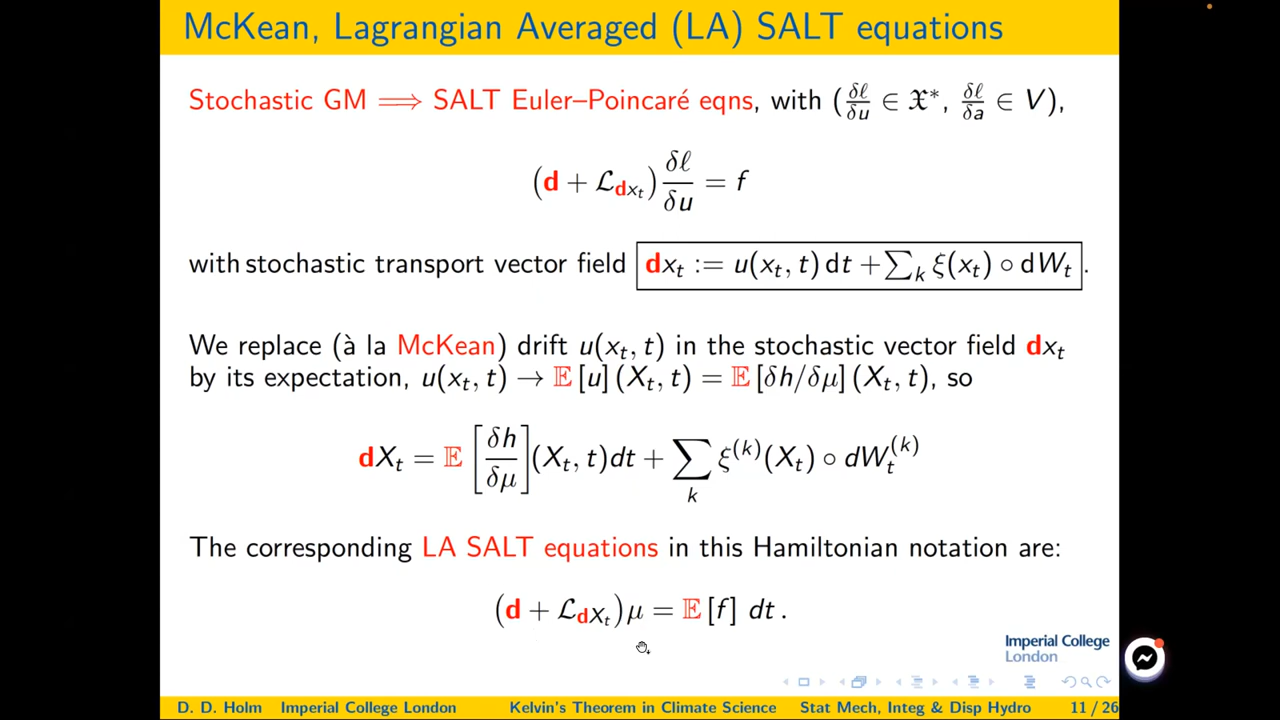 McKean, Lagrangian Averaged (LA) SALT equations
Stochastic GM ⟹ SALT Euler–Poincaré eqns, with (δℓ/δu ∈ 𝔛*, δℓ/δa ∈ V),
(d + ℒ_{dx_t}) δℓ/δu = f
with stochastic transport vector field dx_t := u(x_t, t) dt + ∑_k ξ(x_t) ∘ dW_t .
We replace (à la McKean) drift u(x_t, t) in the stochastic vector field dx_t
by its expectation, u(x_t, t) → 𝔼 [u] (X_t, t) = 𝔼 [δh/δμ] (X_t, t), so
dX_t = 𝔼 [δh/δμ] (X_t, t)dt + ∑_k ξ^{(k)}(X_t) ∘ dW_t^{(k)}
The corresponding LA SALT equations in this Hamiltonian notation are:
(d + ℒ_{dX_t}) μ = 𝔼 [f] dt .
Imperial College
London
D. D. Holm Imperial College London Kelvin's Theorem in Climate Science Stat Mech, Integ & Disp Hydro 11 / 26